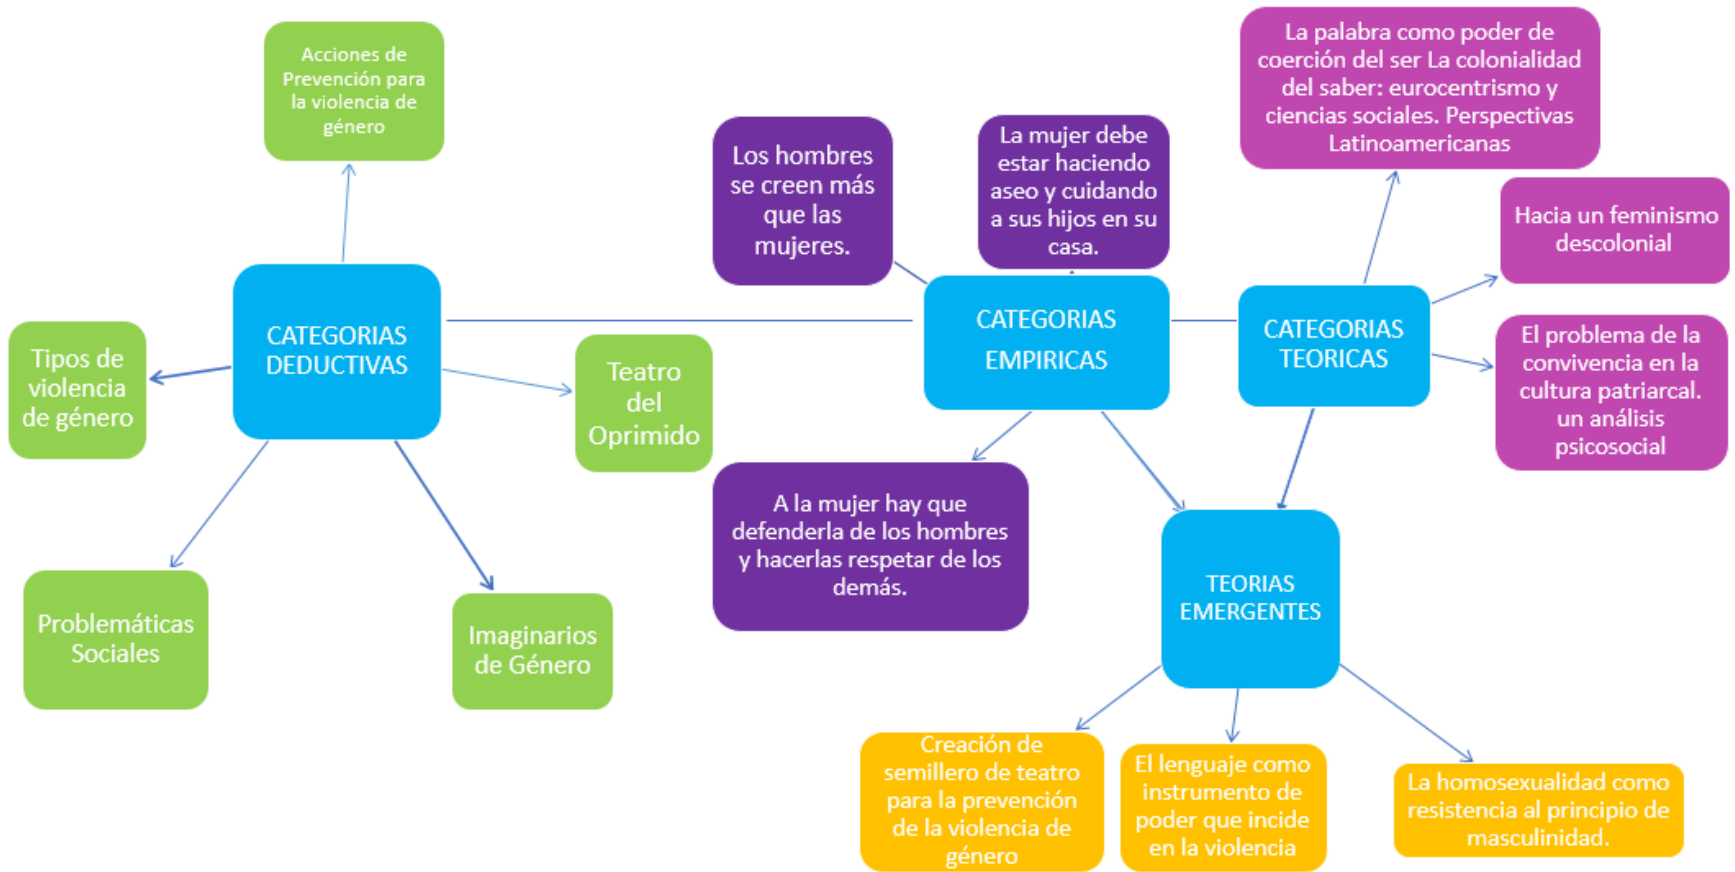 Acciones de
Prevención para
la violencia de
género
CATEGORIAS
DEDUCTIVAS
Tipos de
violencia
de género
Teatro
del
Oprimido
Problemáticas
Sociales
Imaginarios
de Género
Los hombres
se creen más
que las
mujeres.
La mujer debe
estar haciendo
aseo y cuidando
a sus hijos en su
casa.
CATEGORIAS
EMPIRICAS
A la mujer hay que
defenderla de los hombres
y hacerlas respetar de los
demás.
La palabra como poder de
coerción del ser La colonialidad
del saber: eurocentrismo y
ciencias sociales. Perspectivas
Latinoamericanas
Hacia un feminismo
descolonial
CATEGORIAS
TEORICAS
El problema de la
convivencia en la
cultura patriarcal.
un análisis
psicosocial
TEORIAS
EMERGENTES
Creación de
semillero de teatro
para la prevención
de la violencia de
género
El lenguaje como
instrumento de
poder que incide
en la violencia
La homosexualidad como
resistencia al principio de
masculinidad.